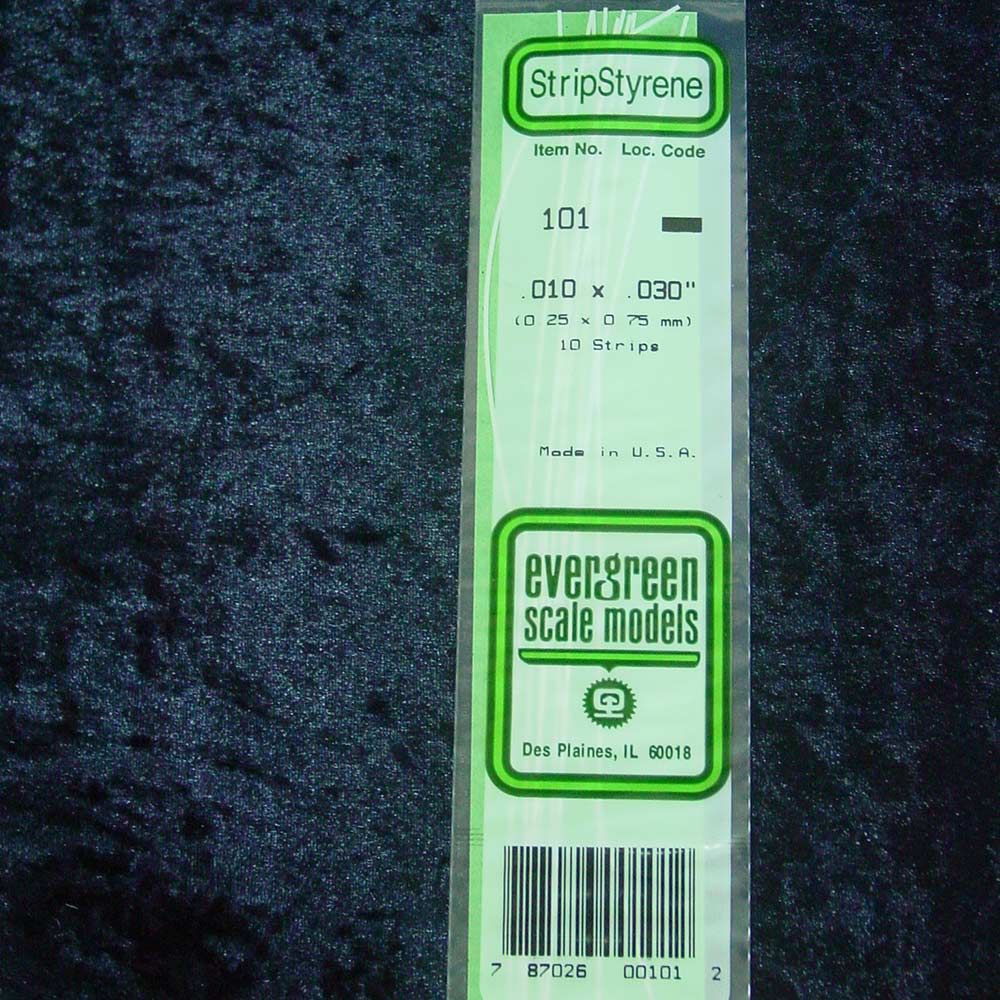 StripStyrene
Item No. Loc. Code
101
.010 x .030"
(0 25 x 0 75 mm)
10 Strips
Made in U.S.A.
evergreen
scale models
Des Plaines, IL 60018
7 87026 00101 2